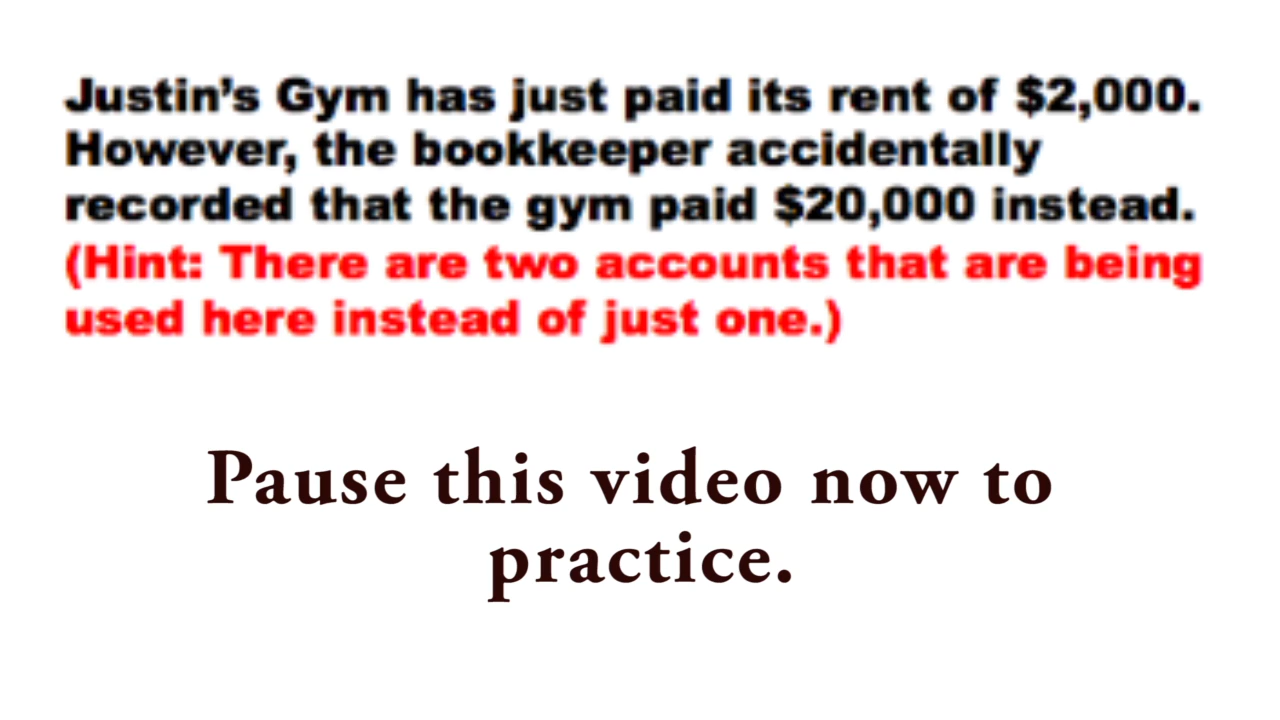 Justin’s Gym has just paid its rent of $2,000.
However, the bookkeeper accidentally
recorded that the gym paid $20,000 instead.
(Hint: There are two accounts that are being
used here instead of just one.)
Pause this video now to
practice.